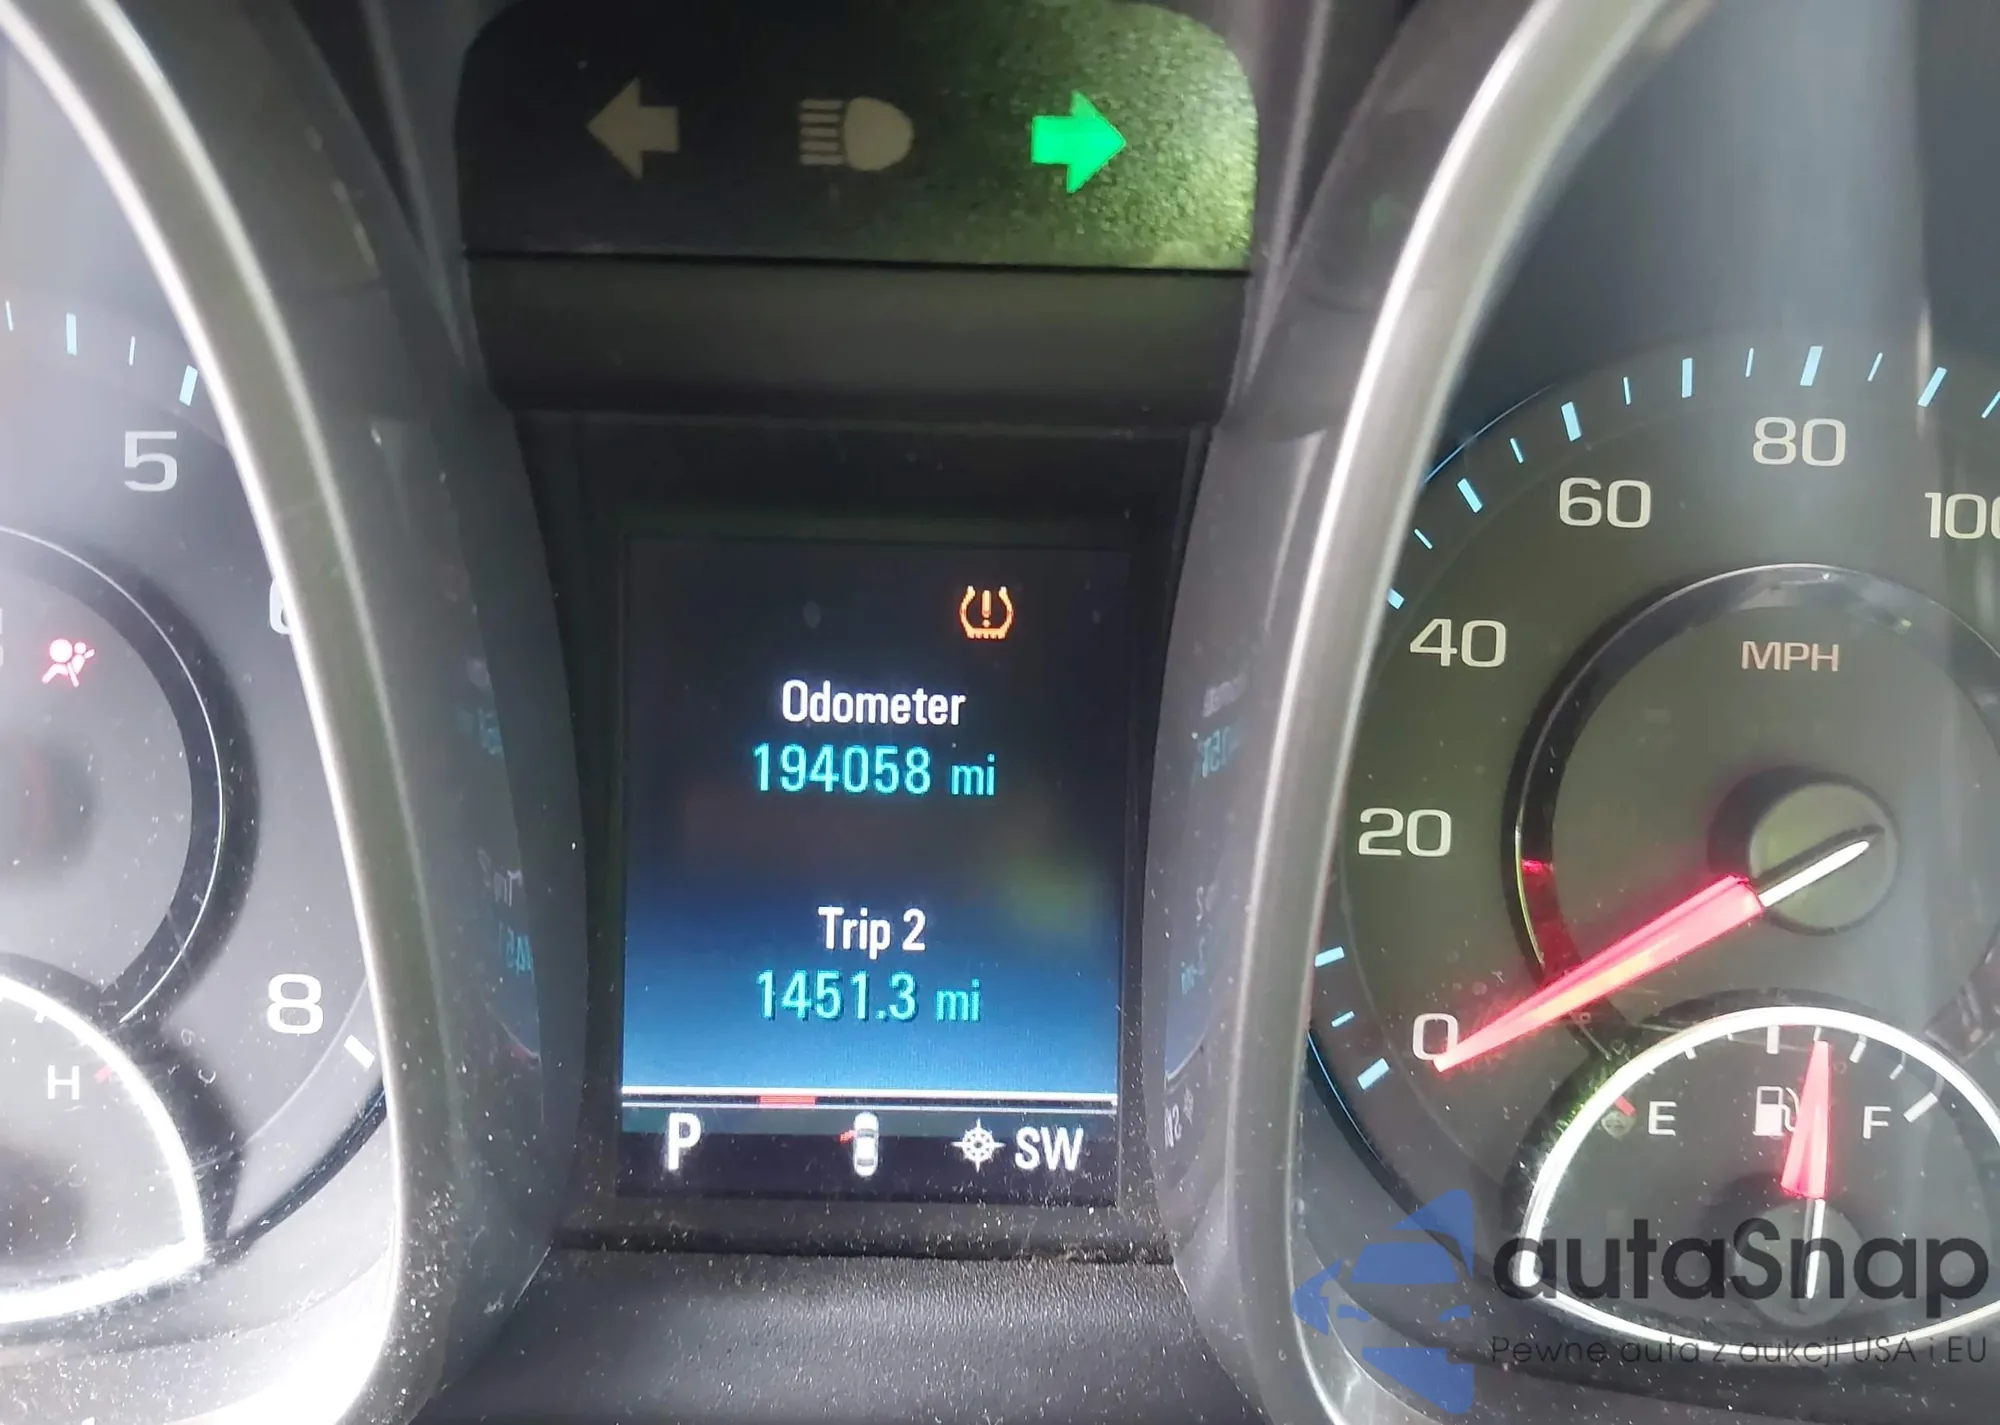 5
6
8
H
Odometer
194058 mi
Trip 2
1451.3 mi
P
SW
0
20
40
60
80
100
MPH
E
F
autaSnap
Pewne auta z aukcji USA i EU